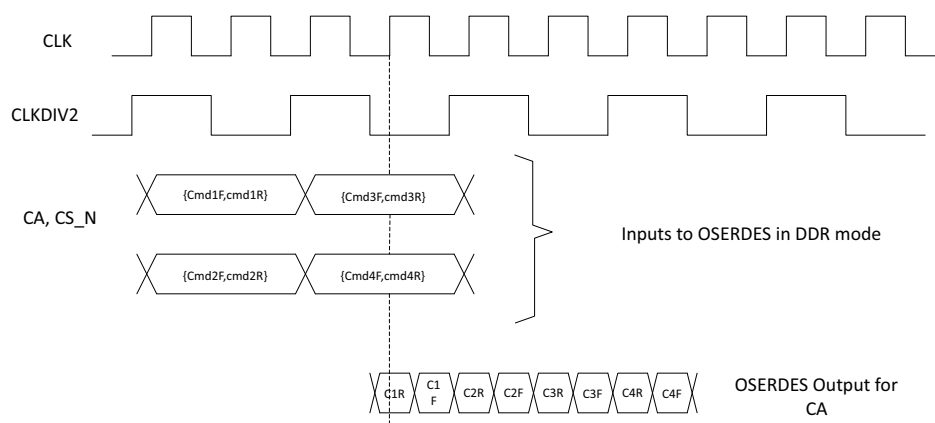 CLK
CLKDIV2
{Cmd1F,cmd1R}
{Cmd3F,cmd3R}
CA, CS_N
Inputs to OSERDES in DDR mode
{Cmd2F,cmd2R}
{Cmd4F,cmd4R}
C1R
C1
F
C2R
C2F
C3R
C3F
C4R
C4F
OSERDES Output for
CA